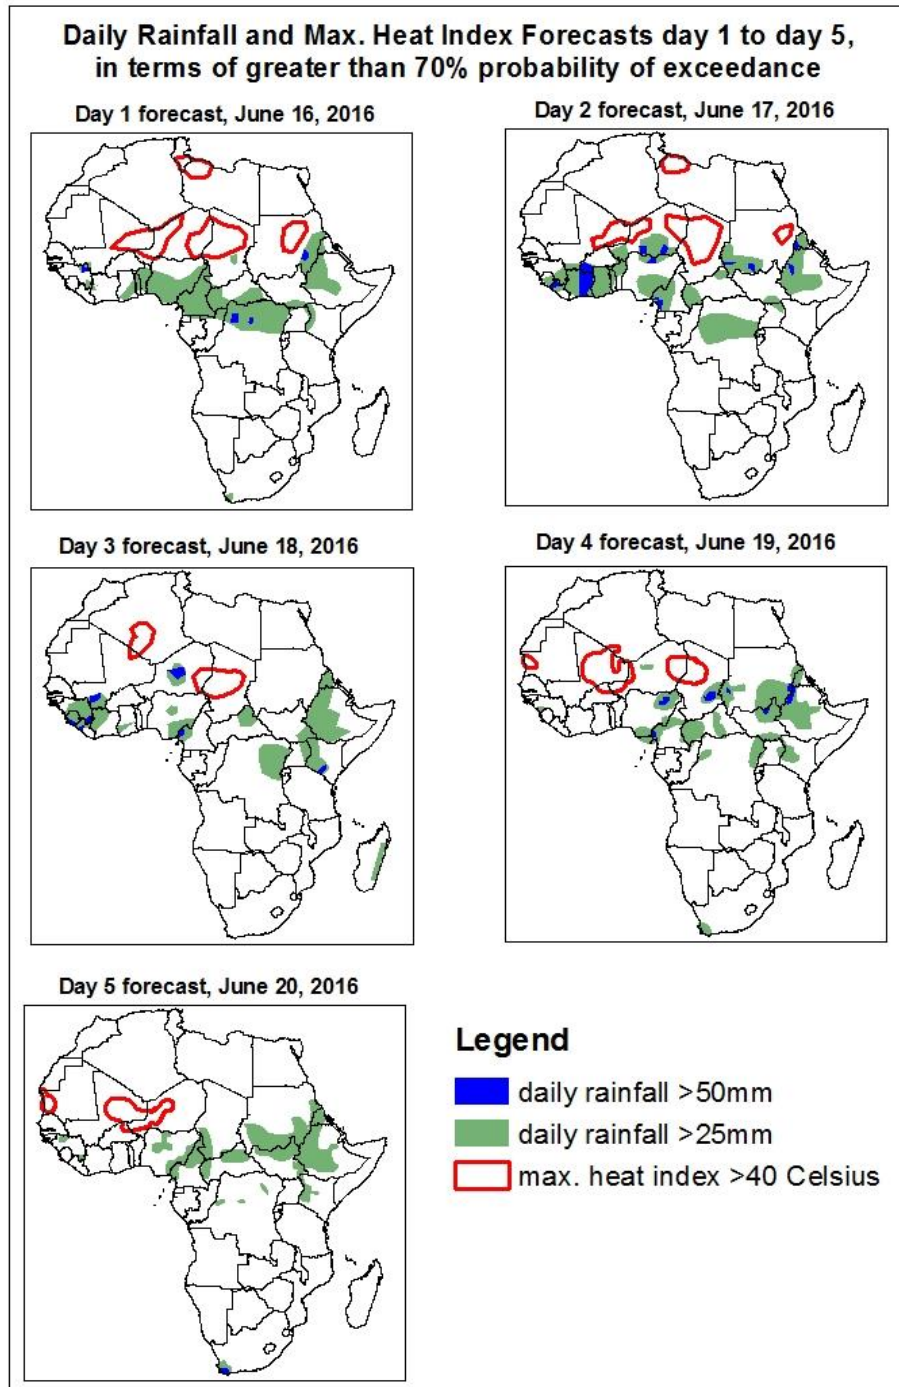 Daily Rainfall and Max. Heat Index Forecasts day 1 to day 5,
in terms of greater than 70% probability of exceedance
Day 1 forecast, June 16, 2016
Day 2 forecast, June 17, 2016
Day 3 forecast, June 18, 2016
Day 4 forecast, June 19, 2016
Day 5 forecast, June 20, 2016
Legend
daily rainfall >50mm
daily rainfall >25mm
max. heat index >40 Celsius